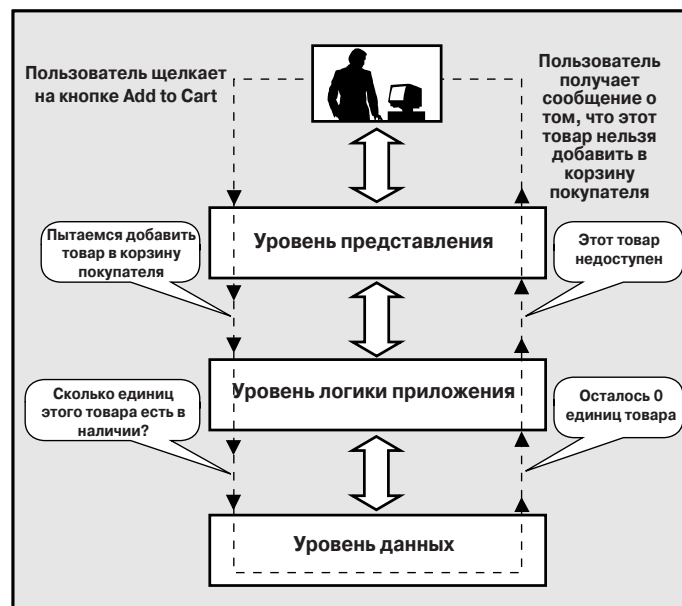 Пользователь щелкает
на кнопке Add to Cart
Пользователь
получает
сообщение о
том, что этот
товар нельзя
добавить в
корзину
покупателя
Пытаемся добавить
товар в корзину
покупателя
Уровень представления
Этот товар
недоступен
Сколько единиц
этого товара есть в
наличии?
Уровень логики приложения
Осталось 0
единиц товара
Уровень данных